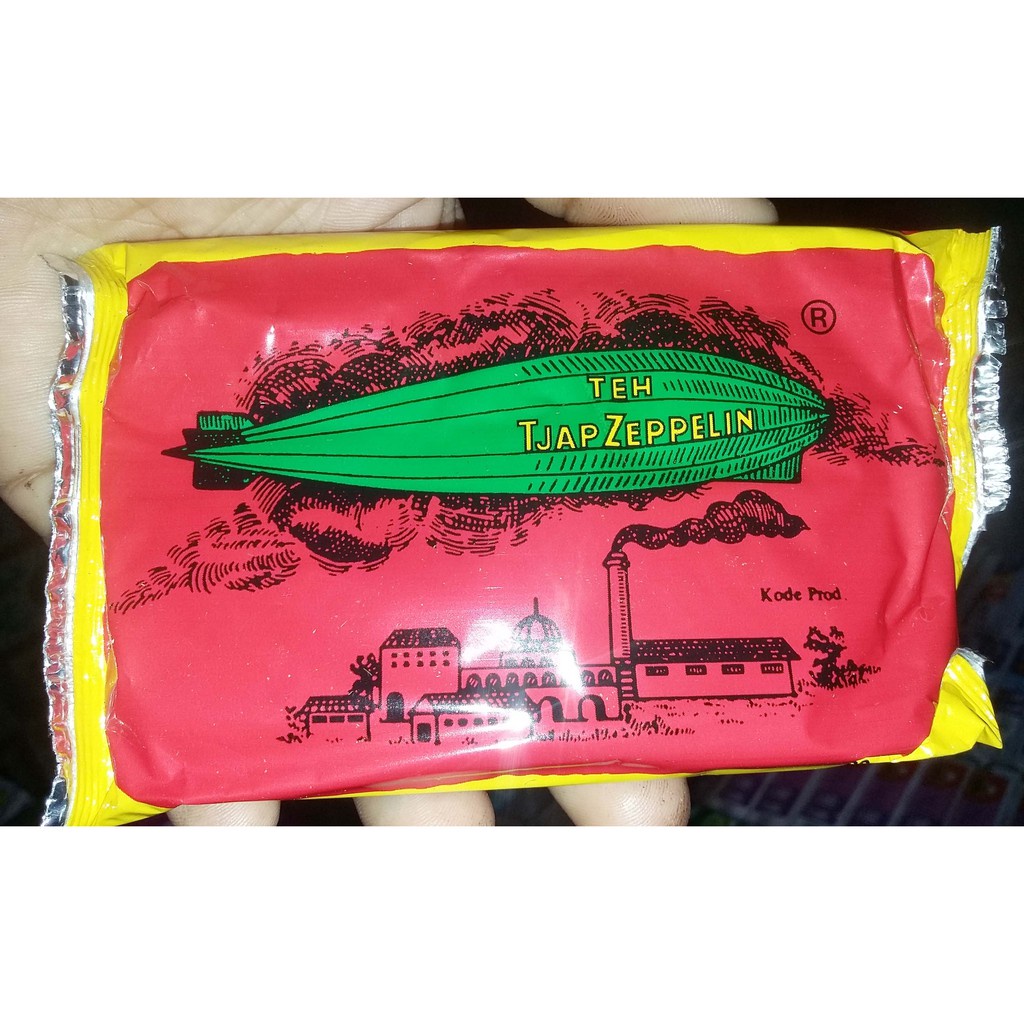 ®
TEH
TJAP ZEPPELIN
Kode Prod.